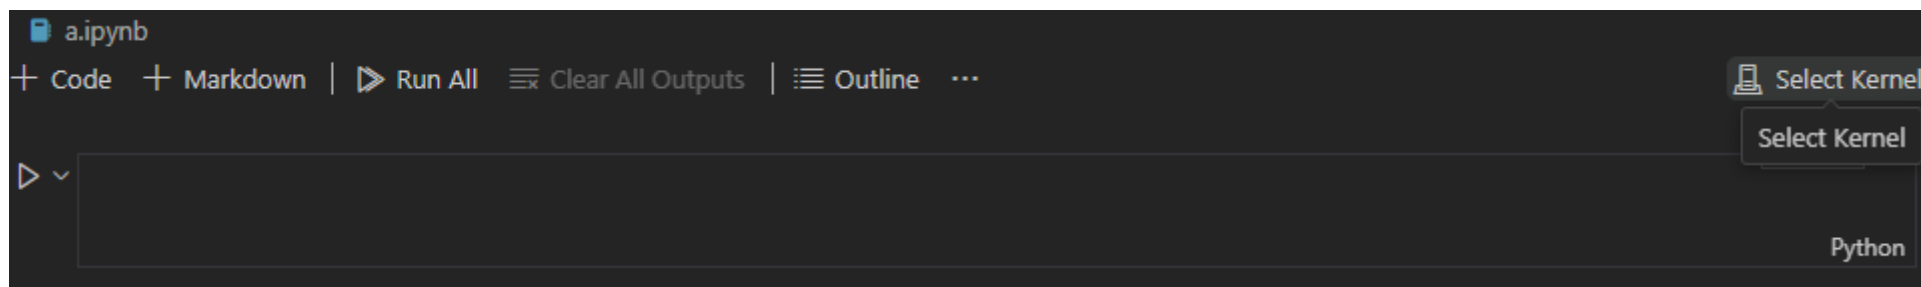 a.ipynb
Code Markdown Run All Clear All Outputs Outline ... Select Kernel
Select Kernel
Python